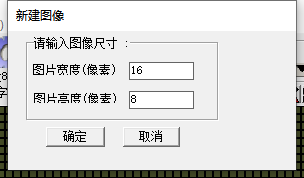 新建图像
请输入图像尺寸：
图片宽度(像素) 16
图片高度(像素) 8
确定 取消